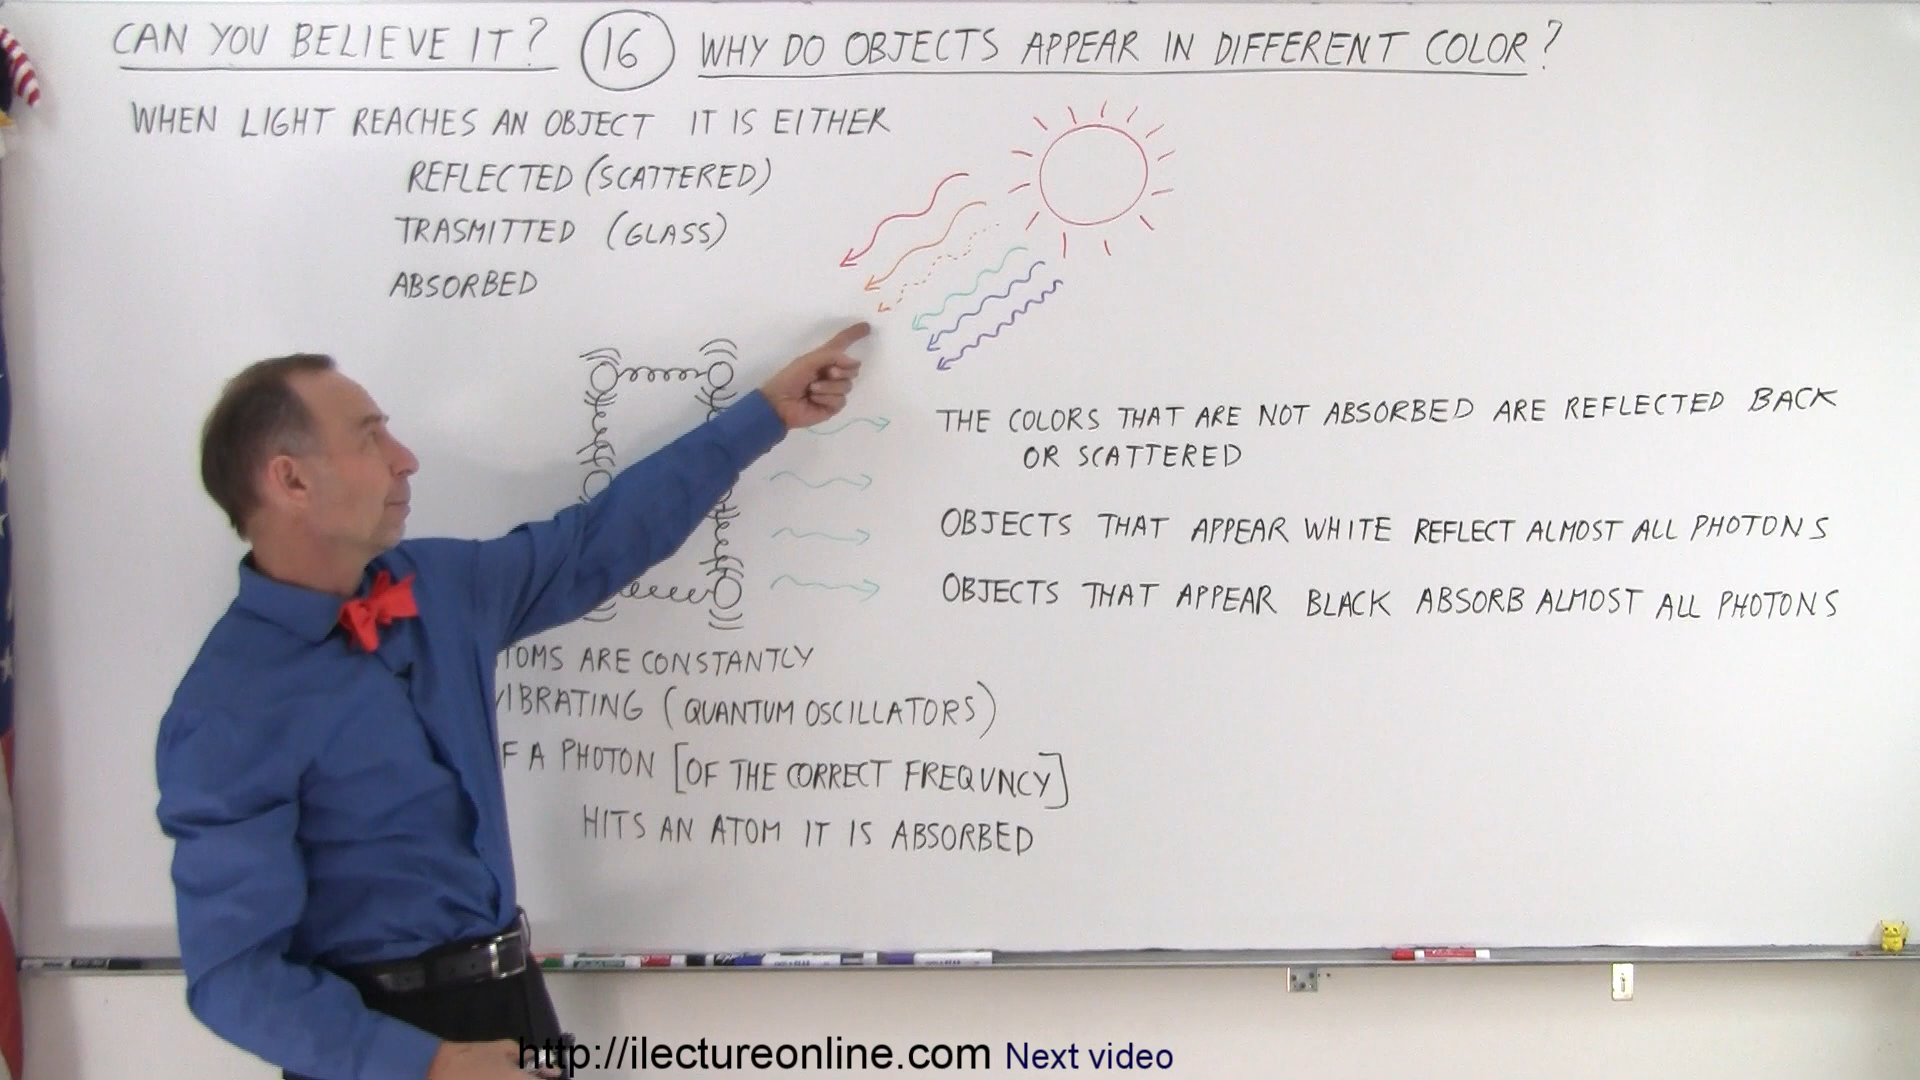 CAN YOU BELIEVE IT? 16 WHY DO OBJECTS APPEAR IN DIFFERENT COLOR?
WHEN LIGHT REACHES AN OBJECT IT IS EITHER
REFLECTED (SCATTERED)
TRASMITTED (GLASS)
ABSORBED
THE COLORS THAT ARE NOT ABSORBED ARE REFLECTED BACK
OR SCATTERED
OBJECTS THAT APPEAR WHITE REFLECT ALMOST ALL PHOTONS
OBJECTS THAT APPEAR BLACK ABSORB ALMOST ALL PHOTONS
TOMS ARE CONSTANTLY
VIBRATING (QUANTUM OSCILLATORS)
F A PHOTON [OF THE CORRECT FREQUNCY]
HITS AN ATOM IT IS ABSORBED
http://ilectureonline.com Next video